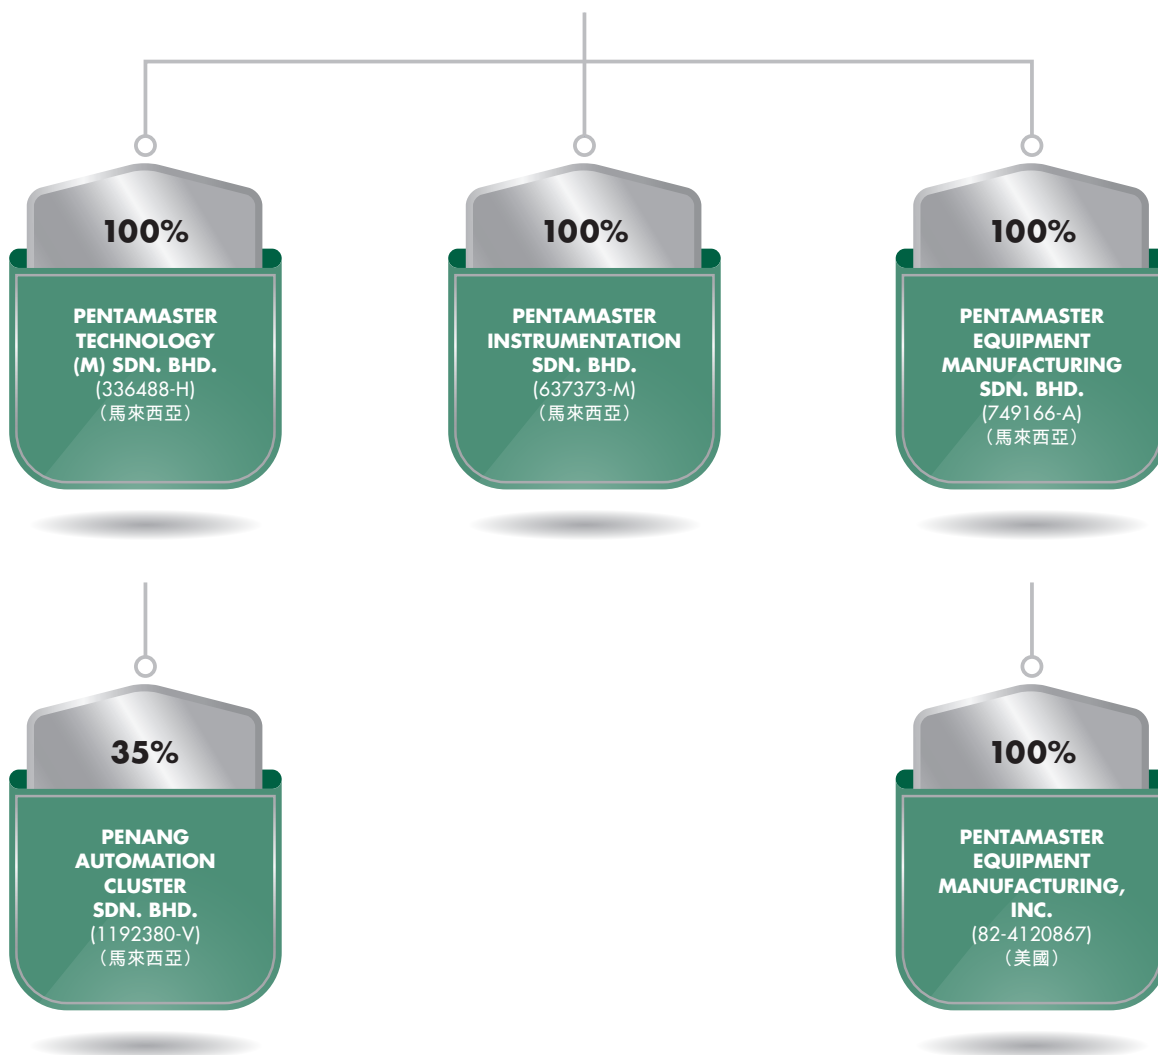 100%
PENTAMASTER
TECHNOLOGY
(M) SDN. BHD.
(336488-H)
（馬來西亞）
100%
PENTAMASTER
INSTRUMENTATION
SDN. BHD.
(637373-M)
（馬來西亞）
100%
PENTAMASTER
EQUIPMENT
MANUFACTURING
SDN. BHD.
(749166-A)
（馬來西亞）
35%
PENANG
AUTOMATION
CLUSTER
SDN. BHD.
(1192380-V)
（馬來西亞）
100%
PENTAMASTER
EQUIPMENT
MANUFACTURING,
INC.
(82-4120867)
（美國）